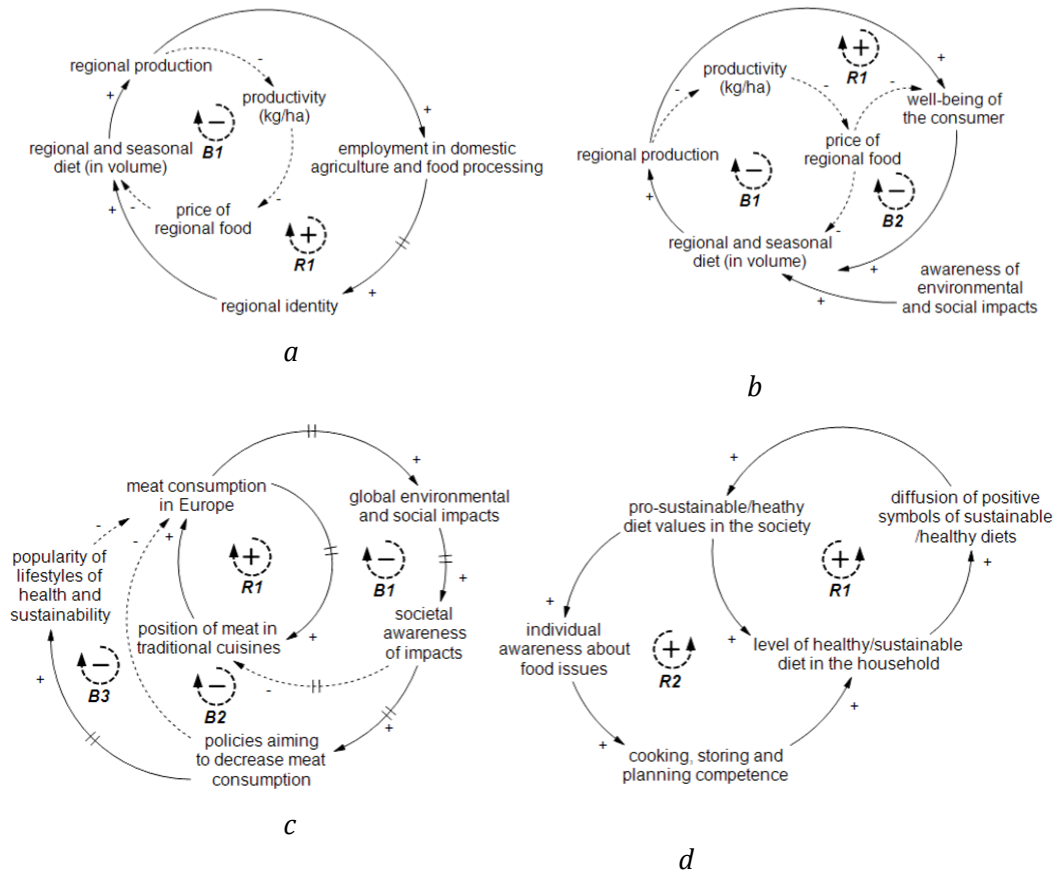 regional production
-
+
productivity
(kg/ha)
-
B1
+
regional and seasonal
diet (in volume)
employment in domestic
agriculture and food processing
-
+
-
price of
regional food
+
R1
+
regional identity
a
+
R1
+
productivity
(kg/ha)
-
-
-
well-being of
the consumer
price of
regional food
regional production
-
B1
-
B2
+
-
regional and seasonal
diet (in volume)
+
+
awareness of
environmental
and social impacts
b
+
meat consumption
in Europe
global environmental
and social impacts
-
-
+
popularity of
lifestyles of
health and
sustainability
+
R1
-
B1
+
societal
awareness
of impacts
position of meat in
traditional cuisines
+
-
B3
+
-
B2
-
+
policies aiming
to decrease meat
consumption
c
+
pro-sustainable/heathy
diet values in the society
diffusion of positive
symbols of sustainable
/healthy diets
+
R1
+
+
individual
awareness about
food issues
+
R2
+
level of healthy/sustainable
diet in the household
+
+
cooking, storing and
planning competence
d